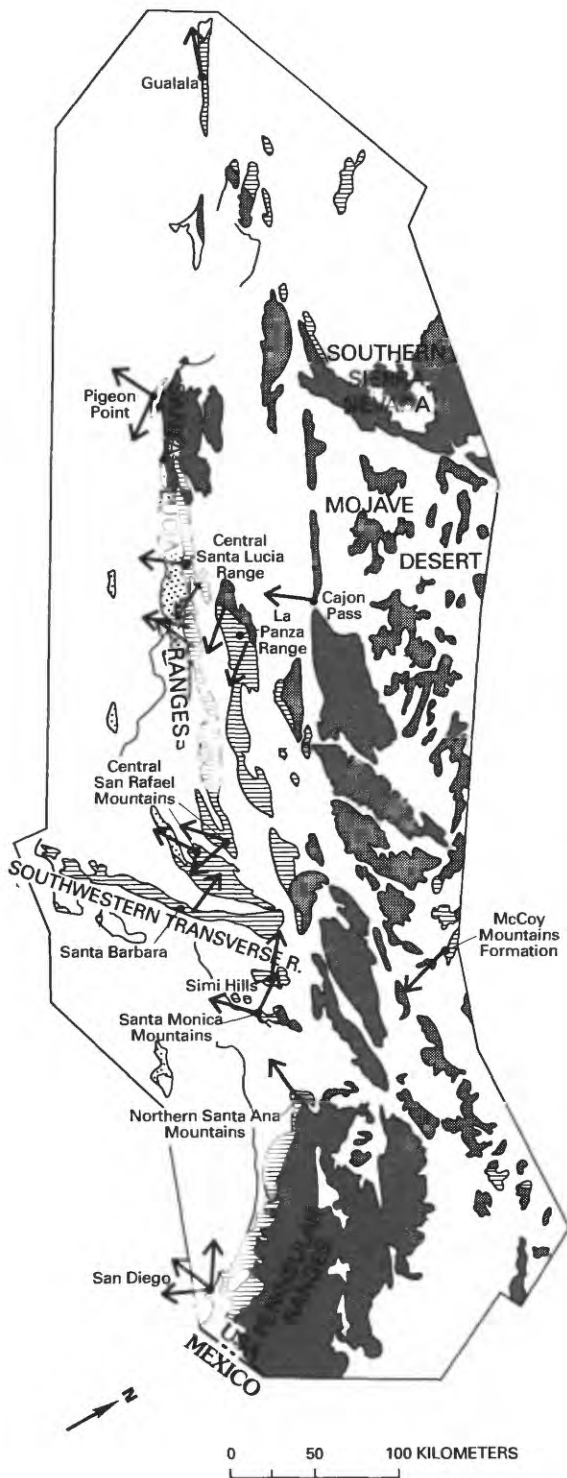 Gualala
SOUTHERN
SIERRA
NEVADA
Pigeon
Point
MOJAVE
DESERT
Central
Santa Lucia
Range
Cajon
Pass
La
Panza
Range
RANGES
Central
San Rafael
Mountains
SOUTHWESTERN TRANSVERSE R.
McCoy
Mountains
Formation
Santa Barbara
Simi Hills
Santa Monica
Mountains
Northern Santa Ana
Mountains
PENINSULAR
RANGES
San Diego
MEXICO
N
0 50 100 KILOMETERS